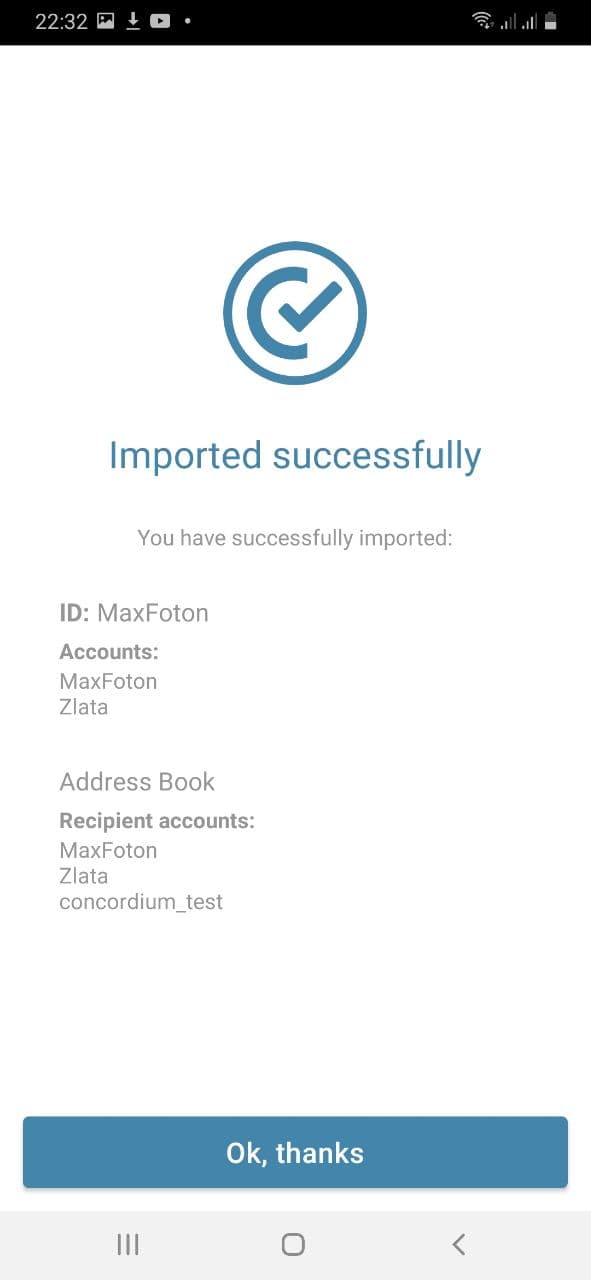 22:32
Imported successfully
You have successfully imported:
ID: MaxFoton
Accounts:
MaxFoton
Zlata
Address Book
Recipient accounts:
MaxFoton
Zlata
concordium_test
Ok, thanks